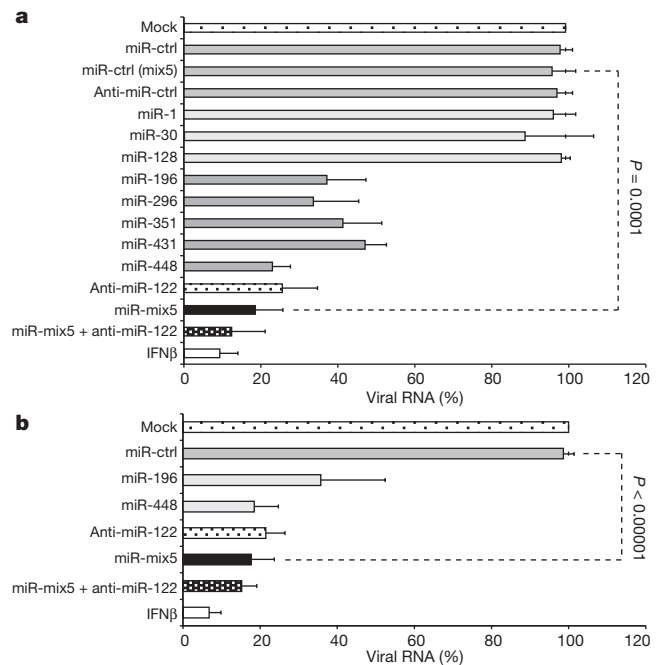 a
Mock
miR-ctrl
miR-ctrl (mix5)
Anti-miR-ctrl
miR-1
miR-30
miR-128
miR-196
miR-296
miR-351
miR-431
miR-448
Anti-miR-122
miR-mix5
miR-mix5 + anti-miR-122
IFNβ
P = 0.0001
0 20 40 60 80 100 120
Viral RNA (%)
b
Mock
miR-ctrl
miR-196
miR-448
Anti-miR-122
miR-mix5
miR-mix5 + anti-miR-122
IFNβ
P < 0.00001
0 20 40 60 80 100 120
Viral RNA (%)